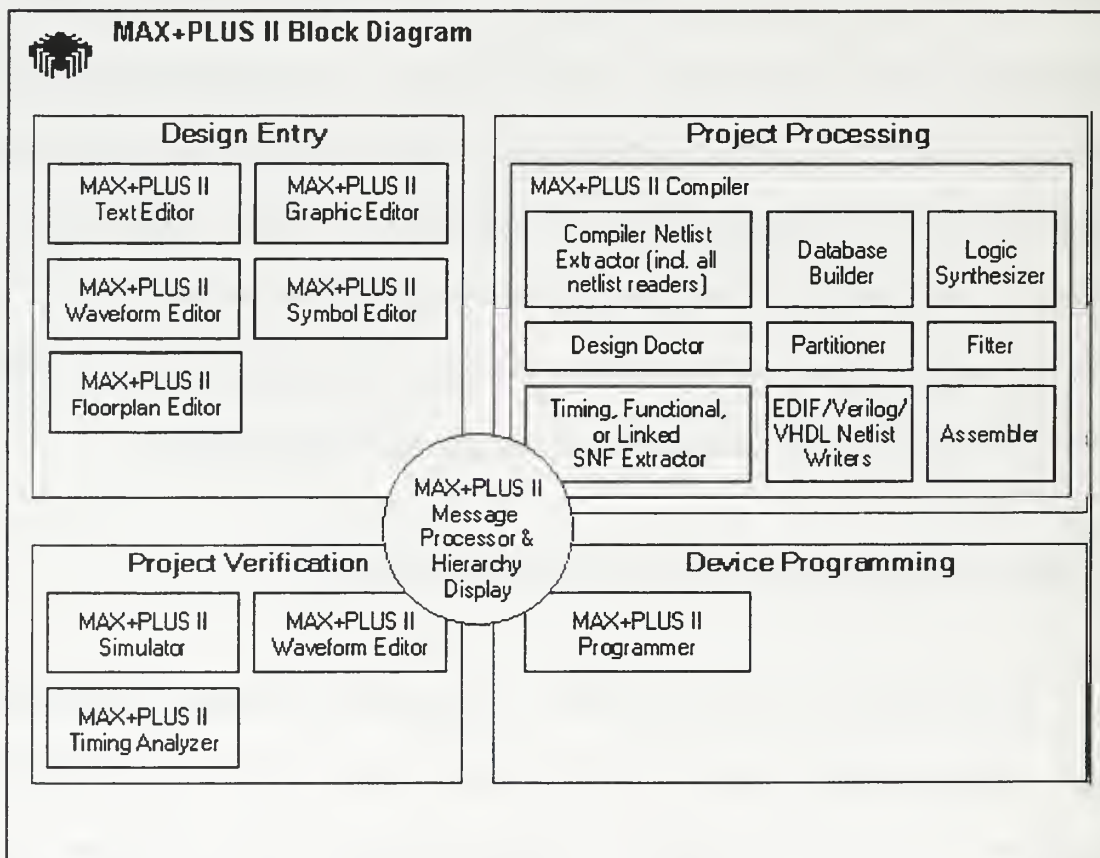 MAX+PLUS II Block Diagram
Design Entry
MAX+PLUS II
Text Editor
MAX+PLUS II
Graphic Editor
MAX+PLUS II
Waveform Editor
MAX+PLUS II
Symbol Editor
MAX+PLUS II
Floorplan Editor
Project Processing
MAX+PLUS II Compiler
Compiler Netlist
Extractor (incl. all
netlist readers)
Database
Builder
Logic
Synthesizer
Design Doctor
Partitioner
Fitter
Timing, Functional,
or Linked
SNF Extractor
EDIF/Verilog/
VHDL Netlist
Writers
Assembler
MAX+PLUS II
Message
Processor &
Hierarchy
Display
Project Verification
MAX+PLUS II
Simulator
MAX+PLUS II
Waveform Editor
MAX+PLUS II
Timing Analyzer
Device Programming
MAX+PLUS II
Programmer